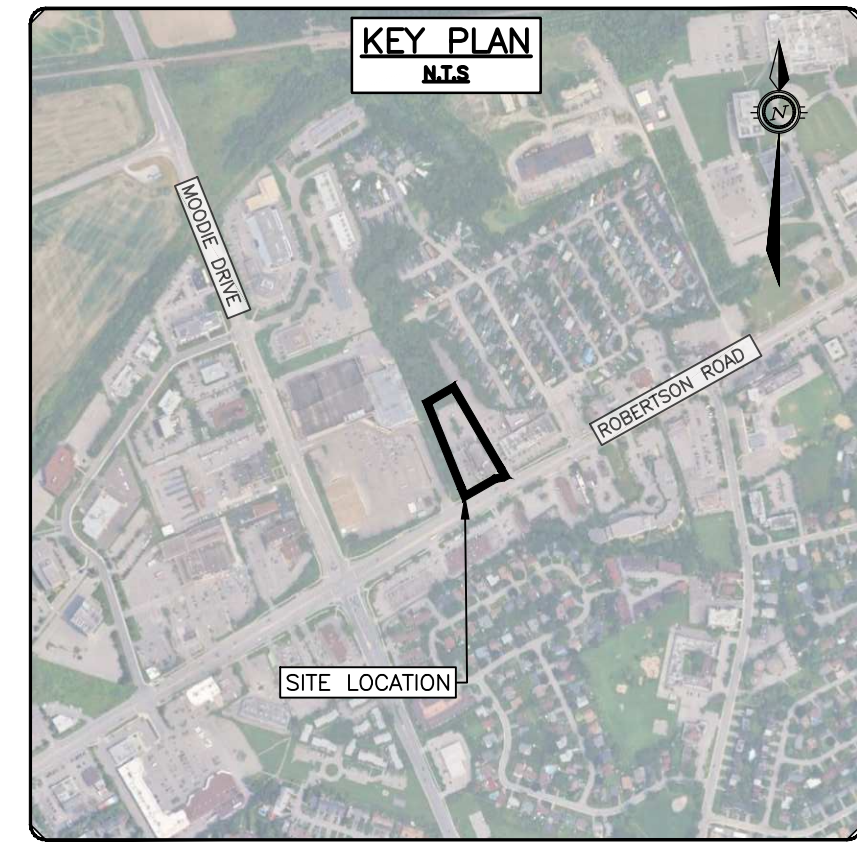 KEY PLAN
N.T.S
N
MOODIE DRIVE
ROBERTSON ROAD
SITE LOCATION